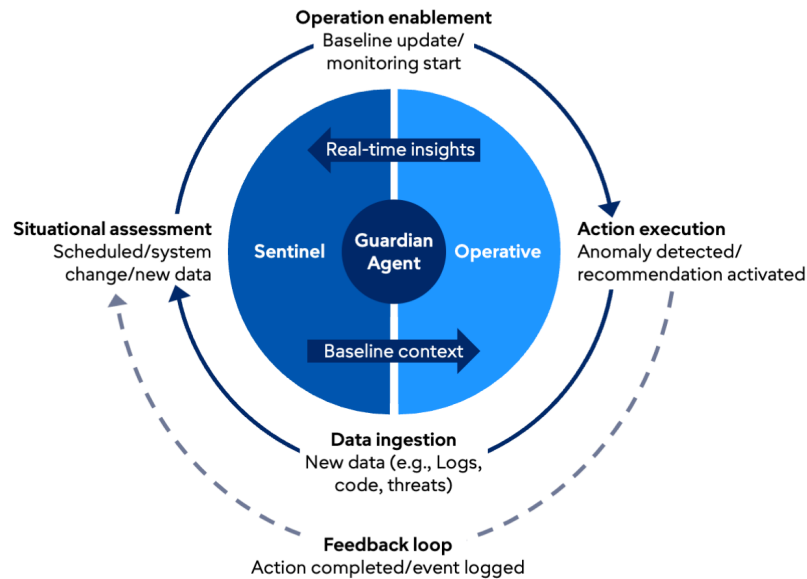 Operation enablement
Baseline update/
monitoring start
Real-time insights
Situational assessment
Scheduled/system
change/new data
Sentinel
Guardian
Agent
Operative
Action execution
Anomaly detected/
recommendation activated
Baseline context
Data ingestion
New data (e.g., Logs,
code, threats)
Feedback loop
Action completed/event logged